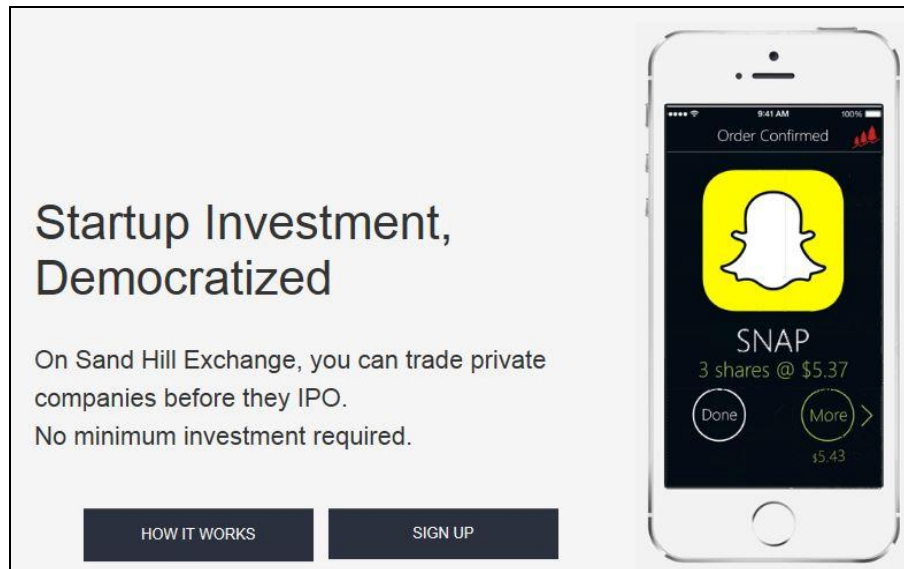 Startup Investment,
Democratized
On Sand Hill Exchange, you can trade private
companies before they IPO.
No minimum investment required.
HOW IT WORKS
SIGN UP
9:41 AM
100%
Order Confirmed
SNAP
3 shares @ $5.37
Done
More
$5.43